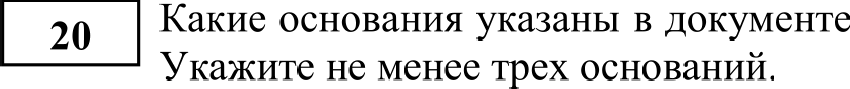 20
Какие основания указаны в документе
Укажите не менее трех оснований.